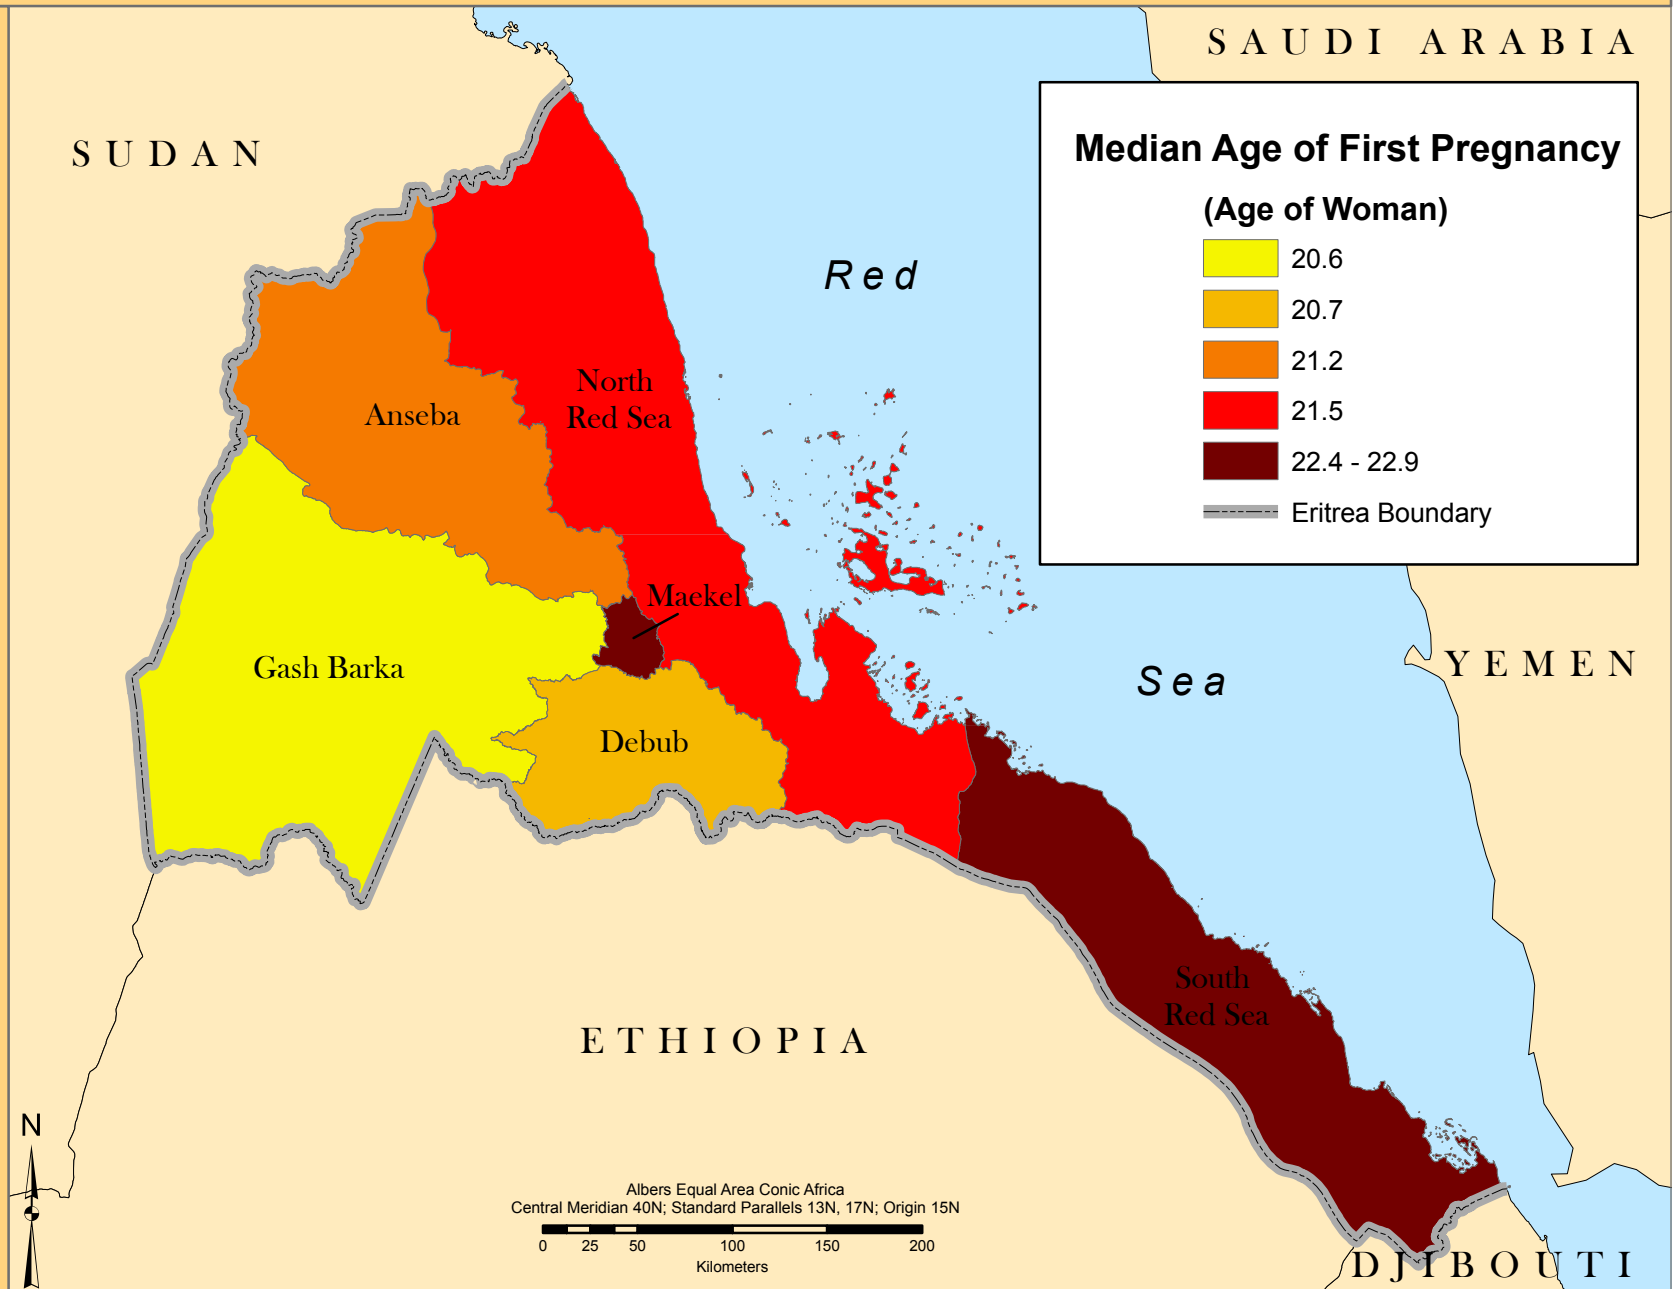 SAUDI ARABIA
SUDAN
Median Age of First Pregnancy
(Age of Woman)
20.6
20.7
21.2
21.5
22.4 - 22.9
Eritrea Boundary
Red
North
Red Sea
Anseba
Maekel
Gash Barka
Sea
YEMEN
Debub
South
Red Sea
ETHIOPIA
N
Albers Equal Area Conic Africa
Central Meridian 40N; Standard Parallels 13N, 17N; Origin 15N
0 25 50 100 150 200
Kilometers
DJIBOUTI